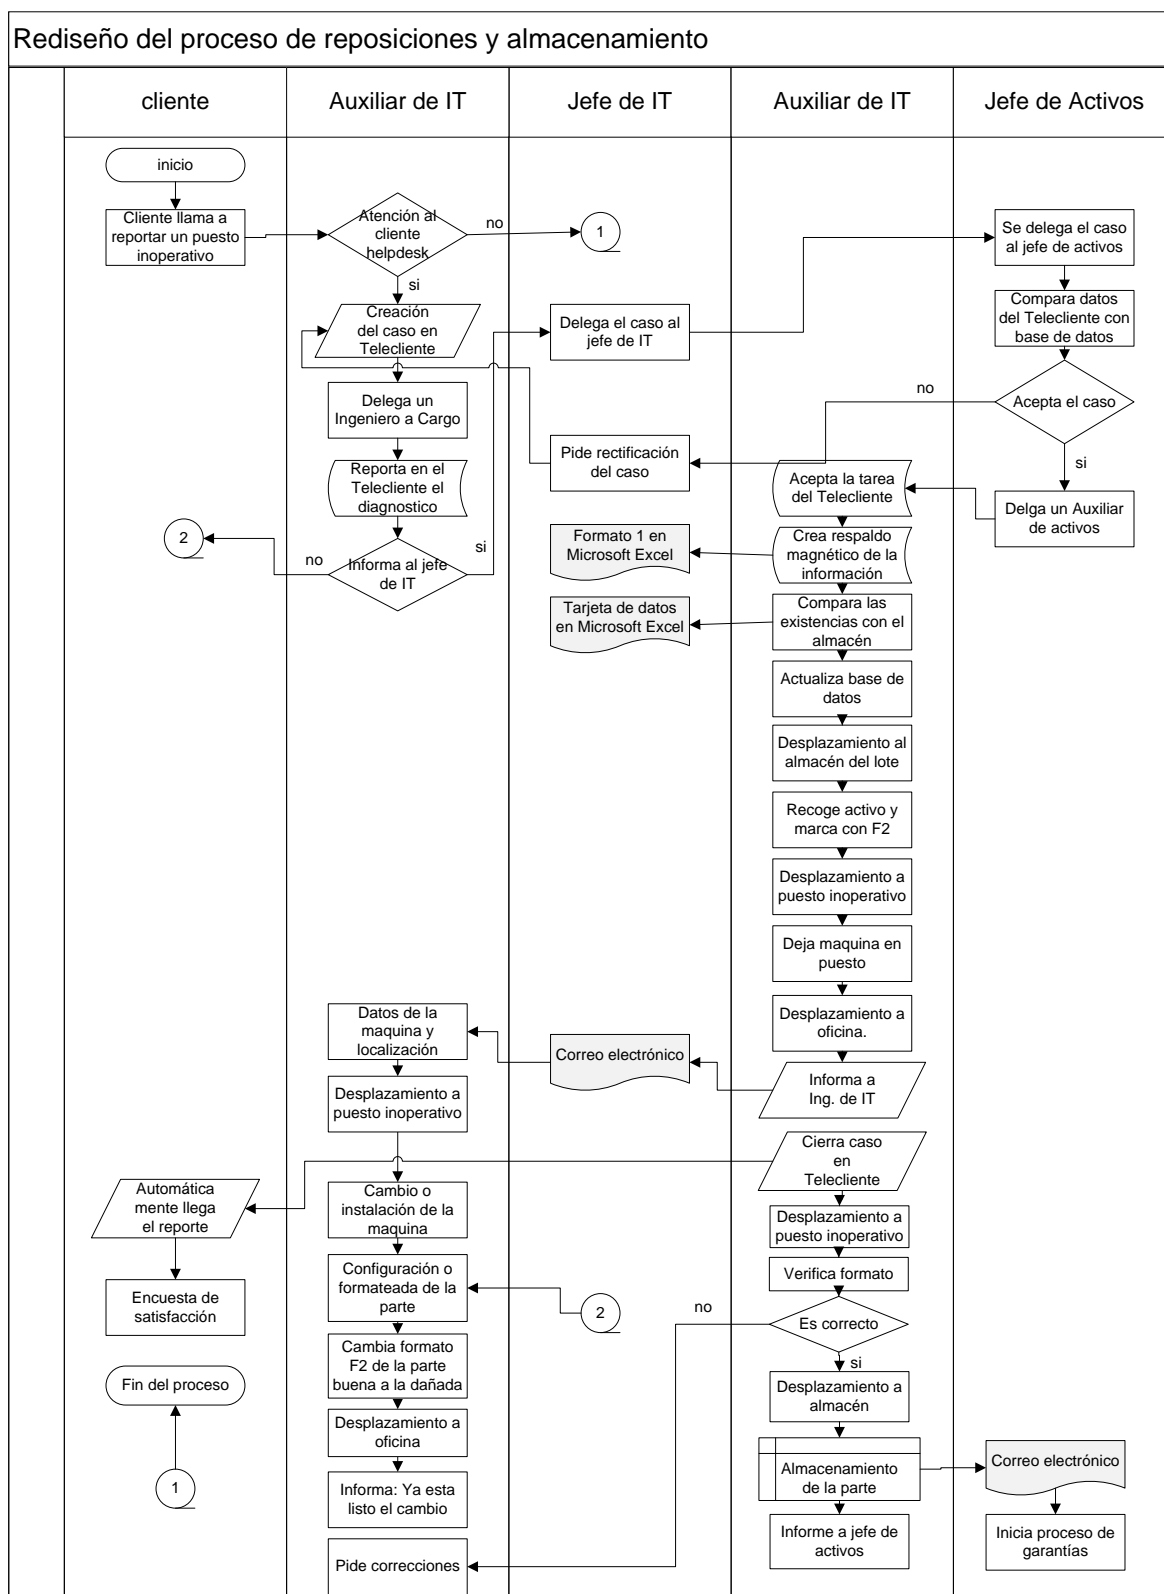 Rediseño del proceso de reposiciones y almacenamiento
cliente
Auxiliar de IT
Jefe de IT
Auxiliar de IT
Jefe de Activos
inicio
Cliente llama a
reportar un puesto
inoperativo
Atención al
cliente
helpdesk
no
1
si
Se delega el caso
al jefe de activos
Creación
del caso en
Telecliente
Delega el caso al
jefe de IT
Compara datos
del Telecliente con
base de datos
no
Acepta el caso
si
Delega un
Ingeniero a Cargo
Pide rectificación
del caso
Reporta en el
Telecliente el
diagnostico
Acepta la tarea
del Telecliente
Delga un Auxiliar
de activos
2
no
Informa al jefe
de IT
si
Formato 1 en
Microsoft Excel
Crea respaldo
magnético de la
información
Tarjeta de datos
en Microsoft Excel
Compara las
existencias con el
almacén
Actualiza base de
datos
Desplazamiento al
almacén del lote
Recoge activo y
marca con F2
Desplazamiento a
puesto inoperativo
Deja maquina en
puesto
Desplazamiento a
oficina.
Datos de la
maquina y
localización
Correo electrónico
Informa a
Ing. de IT
Desplazamiento a
puesto inoperativo
Cierra caso
en
Telecliente
Automática
mente llega
el reporte
Cambio o
instalación de la
maquina
Desplazamiento a
puesto inoperativo
Encuesta de
satisfacción
Configuración o
formateada de la
parte
2
Verifica formato
no
Es correcto
si
Fin del proceso
Cambia formato
F2 de la parte
buena a la dañada
Desplazamiento a
almacén
Desplazamiento a
oficina
1
Informa: Ya esta
listo el cambio
Almacenamiento
de la parte
Correo electrónico
Pide correcciones
Informe a jefe de
activos
Inicia proceso de
garantías